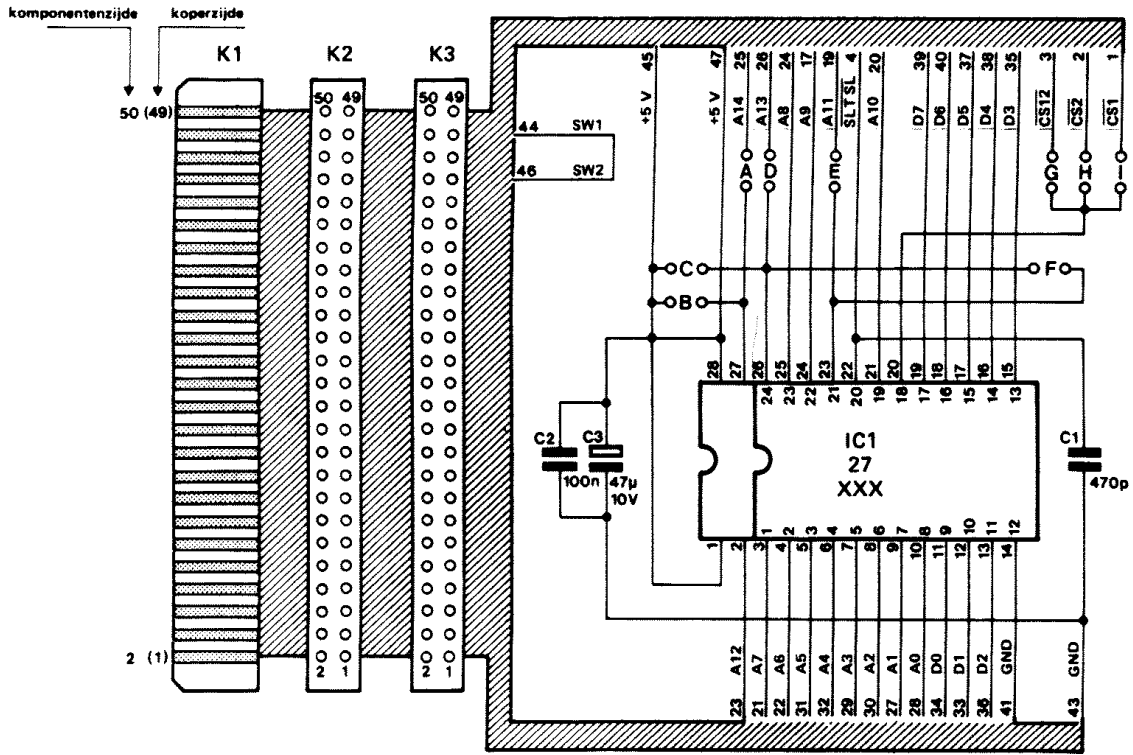 komponentenzijde koperzijde
K1 K2 K3
50 (49)
50 49
50 49
2 (1)
2 1
2 1
44 SW1
46 SW2
45 47 25 26 24 17 19 4 20 39 40 37 38 35 3 2 1
+5 V +5 V A14 A13 A8 A9 A11 SLTSL A10 D7 D6 D5 D4 D3 CS12 CS2 CS1
A D E G H I
C F
B
28 27 26 25 24 23 22 21 20 19 18 17 16 15
24 23 22 21 20 19 18 17 16 15 14 13
C2
100n
C3
47µ
10V
IC1
27
XXX
C1
470p
1 2 3 4 5 6 7 8 9 10 11 12
1 2 3 4 5 6 7 8 9 10 11 12 13 14
A12 A7 A6 A5 A4 A3 A2 A1 A0 D0 D1 D2 GND GND
23 21 22 31 32 29 30 27 28 34 33 36 41 43